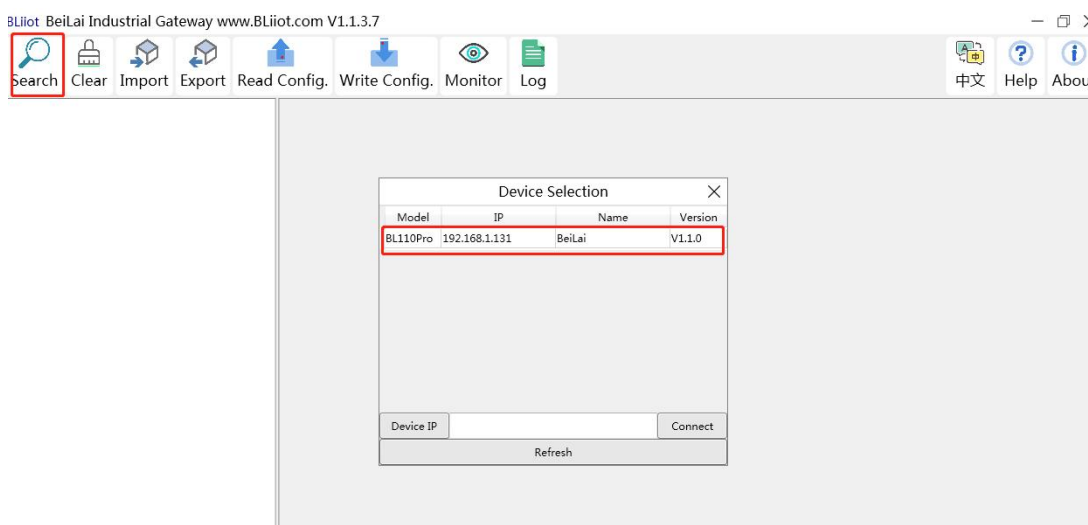 BLiiot BeiLai Industrial Gateway www.BLiiot.com V1.1.3.7
Search Clear Import Export Read Config. Write Config. Monitor Log 中文 Help Abou
Device Selection
Model IP Name Version
BL110Pro 192.168.1.131 BeiLai V1.1.0
Device IP Connect
Refresh